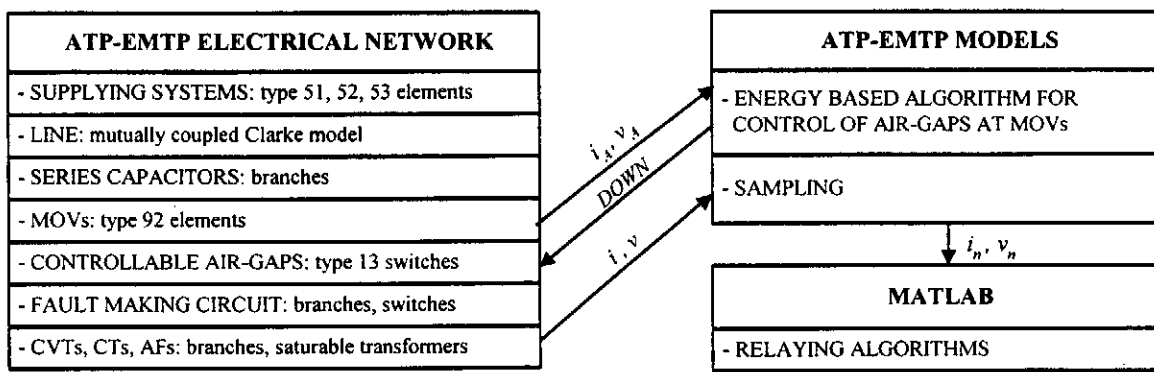 ATP-EMTP ELECTRICAL NETWORK
- SUPPLYING SYSTEMS: type 51, 52, 53 elements
- LINE: mutually coupled Clarke model
- SERIES CAPACITORS: branches
- MOVs: type 92 elements
- CONTROLLABLE AIR-GAPS: type 13 switches
- FAULT MAKING CIRCUIT: branches, switches
- CVTs, CTs, AFs: branches, saturable transformers
i_A, v_A
DOWN
i, v
ATP-EMTP MODELS
- ENERGY BASED ALGORITHM FOR
CONTROL OF AIR-GAPS AT MOVs
- SAMPLING
i_n, v_n
MATLAB
- RELAYING ALGORITHMS